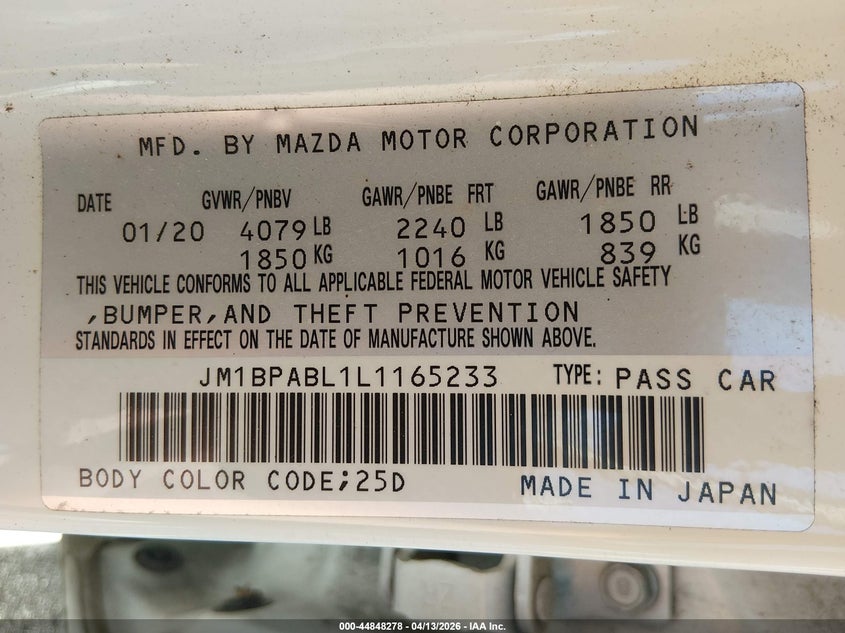 MFD. BY MAZDA MOTOR CORPORATION
DATE GVWR/PNBV GAWR/PNBE FRT GAWR/PNBE RR
01/20 4079 LB 2240 LB 1850 LB
1850 KG 1016 KG 839 KG
THIS VEHICLE CONFORMS TO ALL APPLICABLE FEDERAL MOTOR VEHICLE SAFETY
,BUMPER,AND THEFT PREVENTION
STANDARDS IN EFFECT ON THE DATE OF MANUFACTURE SHOWN ABOVE.
JM1BPABL1L1165233 TYPE: PASS CAR
BODY COLOR CODE;25D MADE IN JAPAN
000-44848278 - 04/13/2026 - IAA Inc.